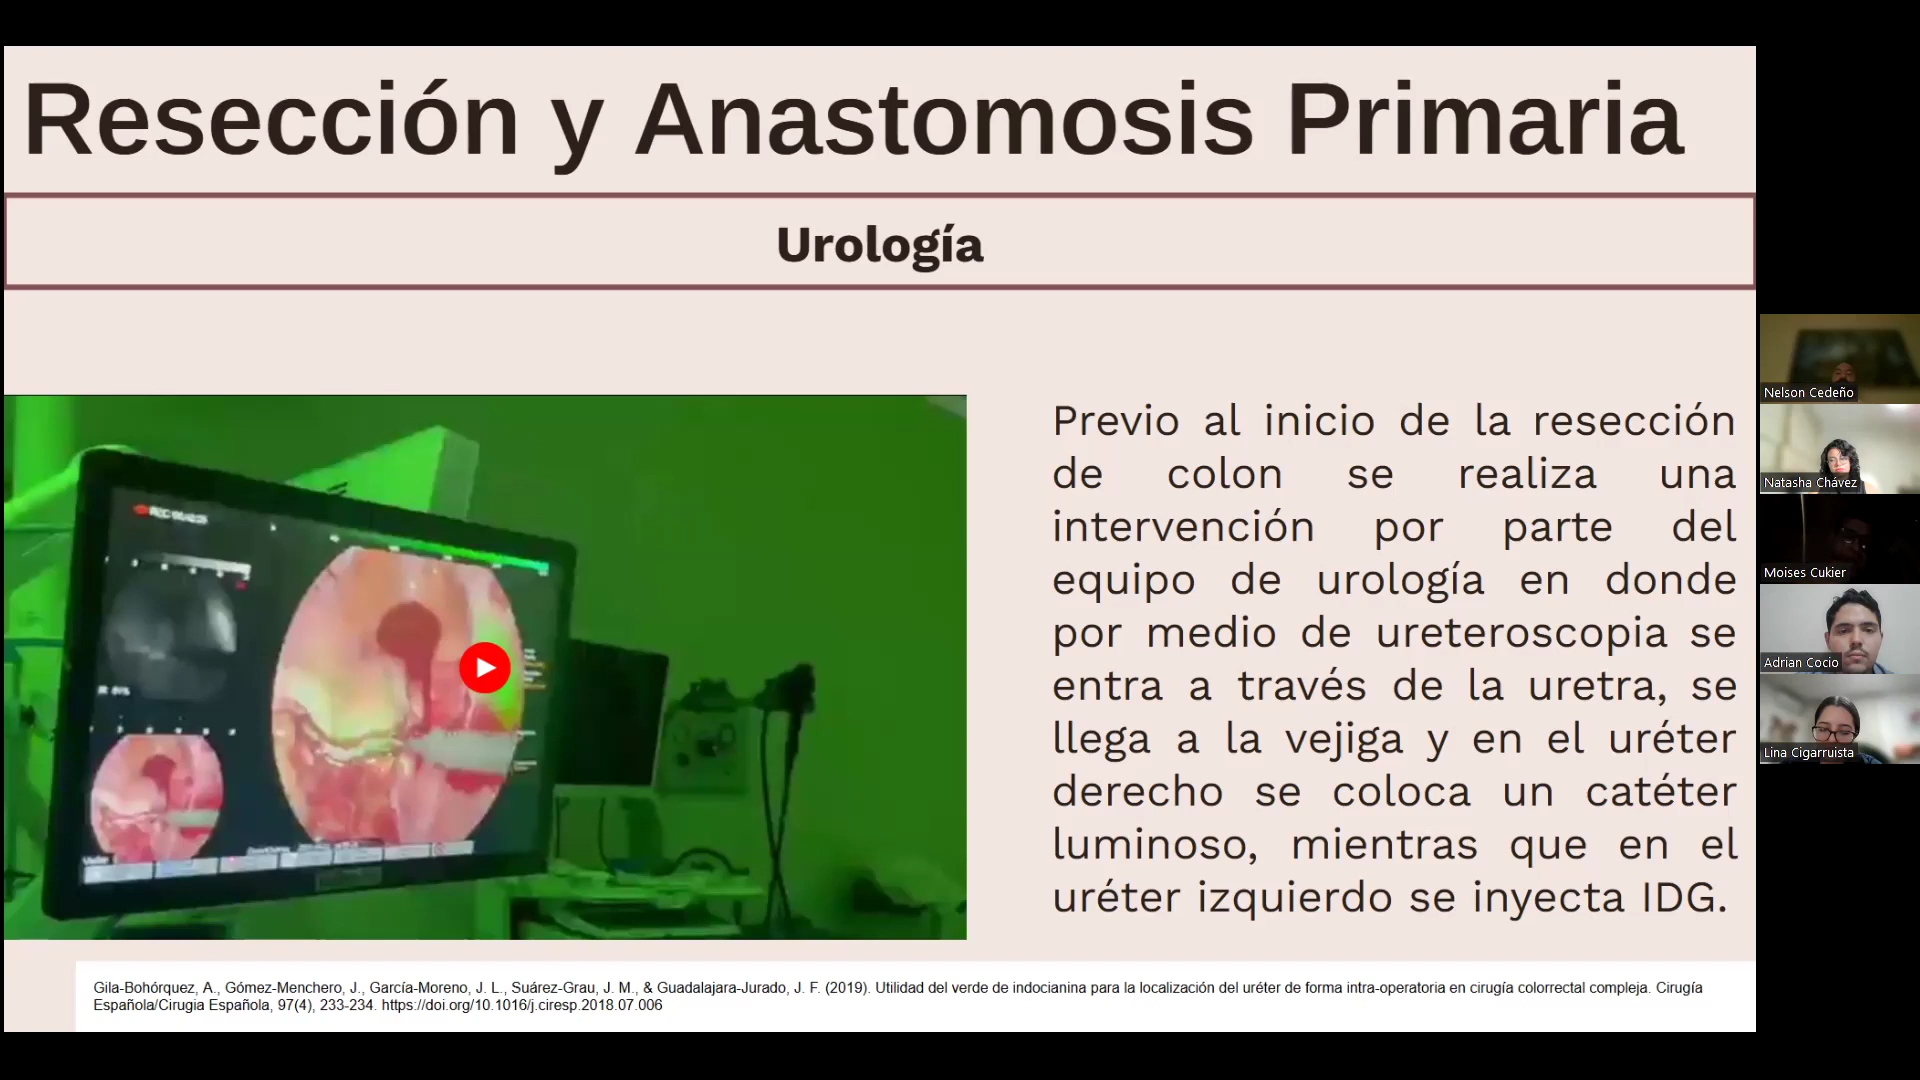 Resección y Anastomosis Primaria
Urología
Previo al inicio de la resección
de colon se realiza una
intervención por parte del
equipo de urología en donde
por medio de ureteroscopia se
entra a través de la uretra, se
llega a la vejiga y en el uréter
derecho se coloca un catéter
luminoso, mientras que en el
uréter izquierdo se inyecta IDG.
Gila-Bohórquez, A., Gómez-Menchero, J., García-Moreno, J. L., Suárez-Grau, J. M., & Guadalajara-Jurado, J. F. (2019). Utilidad del verde de indocianina para la localización del uréter de forma intra-operatoria en cirugía colorrectal compleja. Cirugía
Española/Cirugia Española, 97(4), 233-234. https://doi.org/10.1016/j.ciresp.2018.07.006
Nelson Cedeño
Natasha Chávez
Moises Cukier
Adrian Cocio
Lina Cigarruista